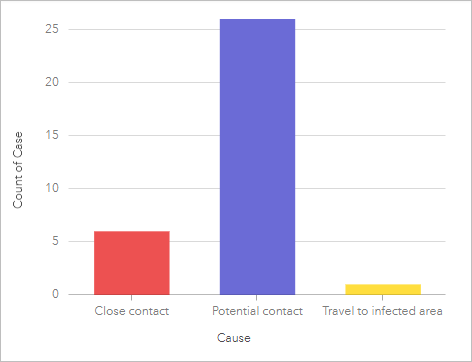 Count of Case
25
20
15
10
5
0
Close contact
Potential contact
Travel to infected area
Cause